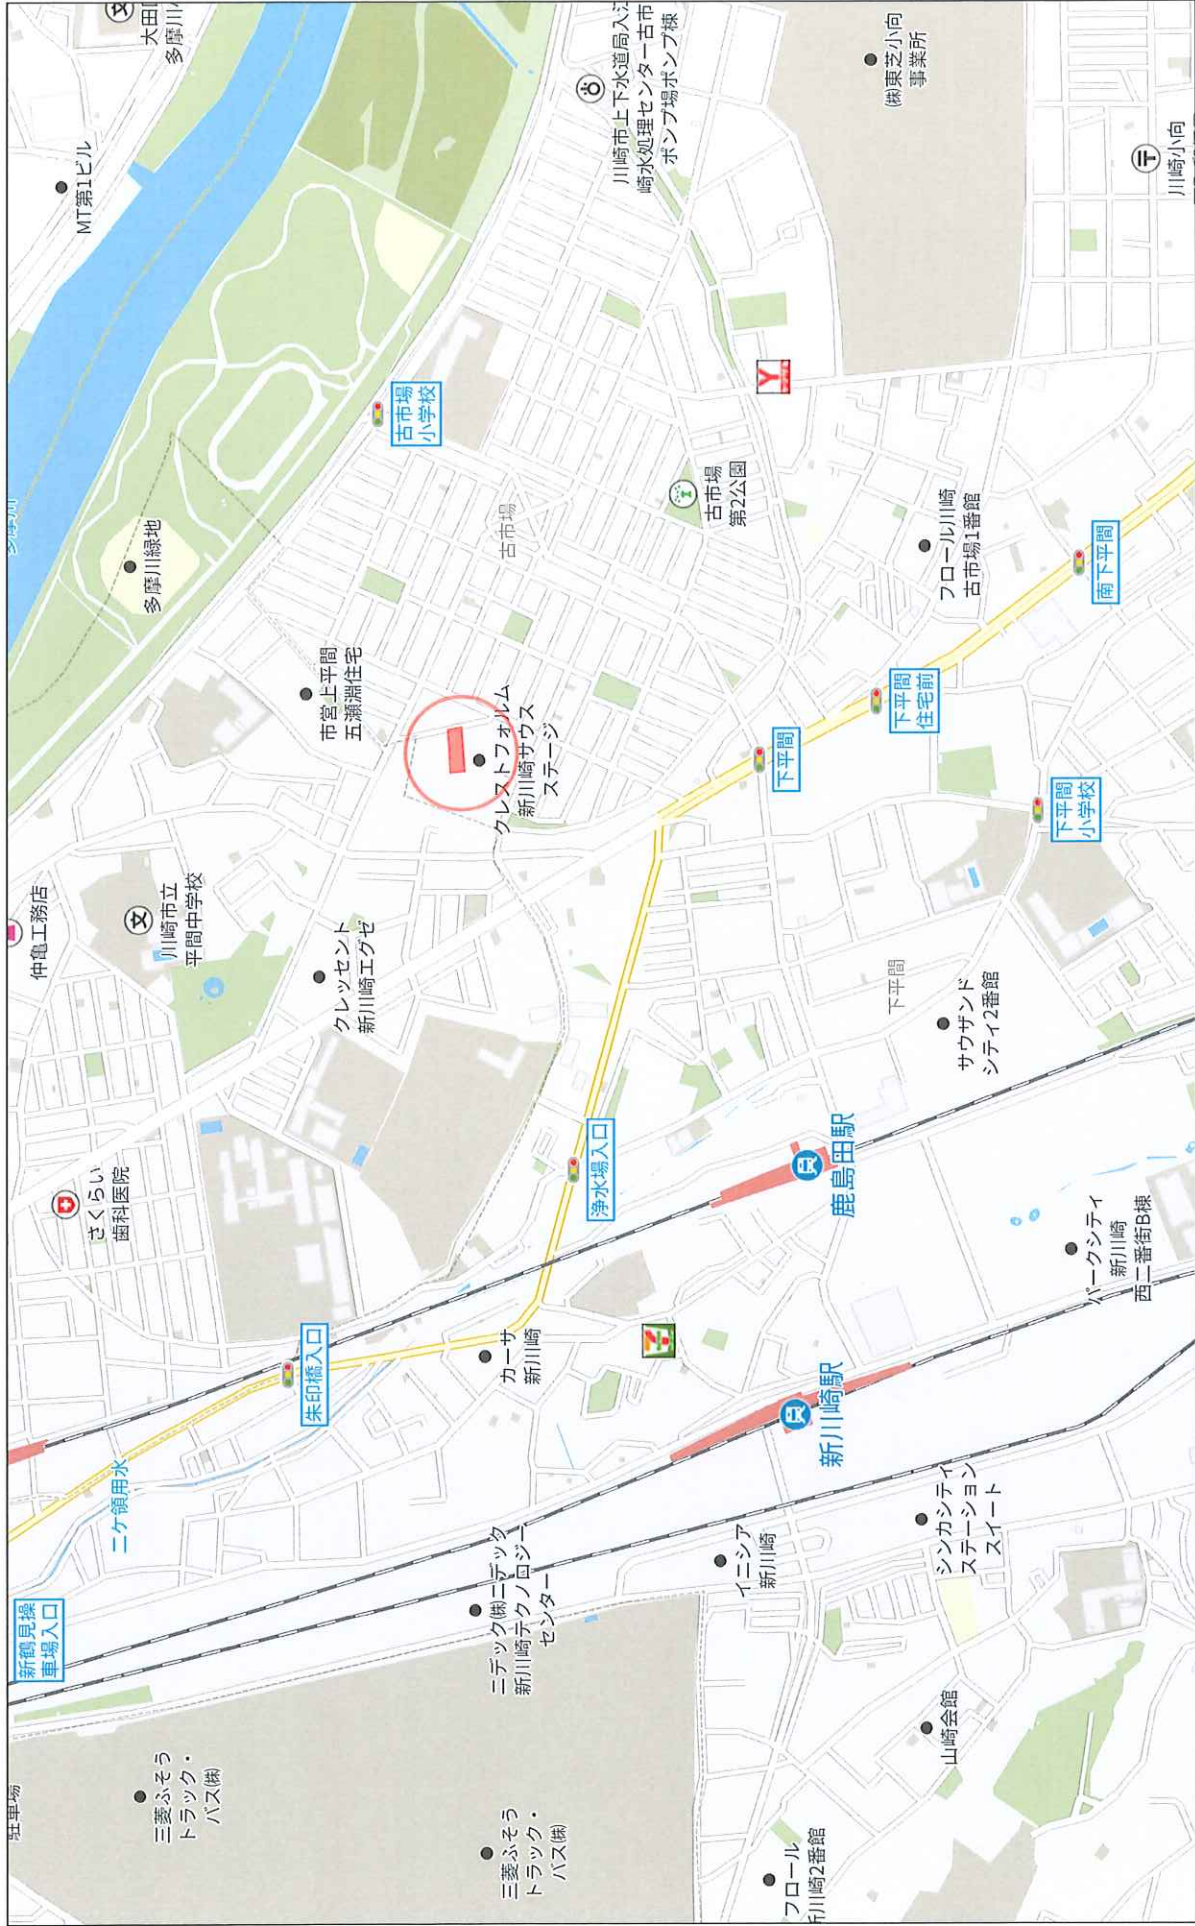 新鶴見操
車場入口
駐車場
三菱ふそう
トラック・
バス㈱
三菱ふそう
トラック・
バス㈱
ニケ領用水
朱印橋入口
さくらい
歯科医院
仲亀工務店
川崎市立
平間中学校
クレッセント
新川崎エグゼ
多摩川緑地
市営上平間
五瀬淵住宅
MT第1ビル
古市場
小学校
古市場
クレストフォルム
新川崎サウス
ステージ
カーサ
新川崎
浄水場入口
ニデック㈱ニデック
新川崎テクノロジー
センター
川崎市上下水道局入江
崎水処理センター古市
ポンプ場ポンプ棟
古市場
第2公園
下平間
下平間
住宅前
南下平間
フロール川崎
古市場1番館
㈱東芝小向
事業所
川崎小向
下平間
小学校
下平間
サウザンド
シティ2番館
鹿島田駅
新川崎駅
パークシティ
新川崎
西二番街B棟
イニシア
新川崎
シンカシティ
ステーション
スイート
山崎会館
フロール
新川崎2番館